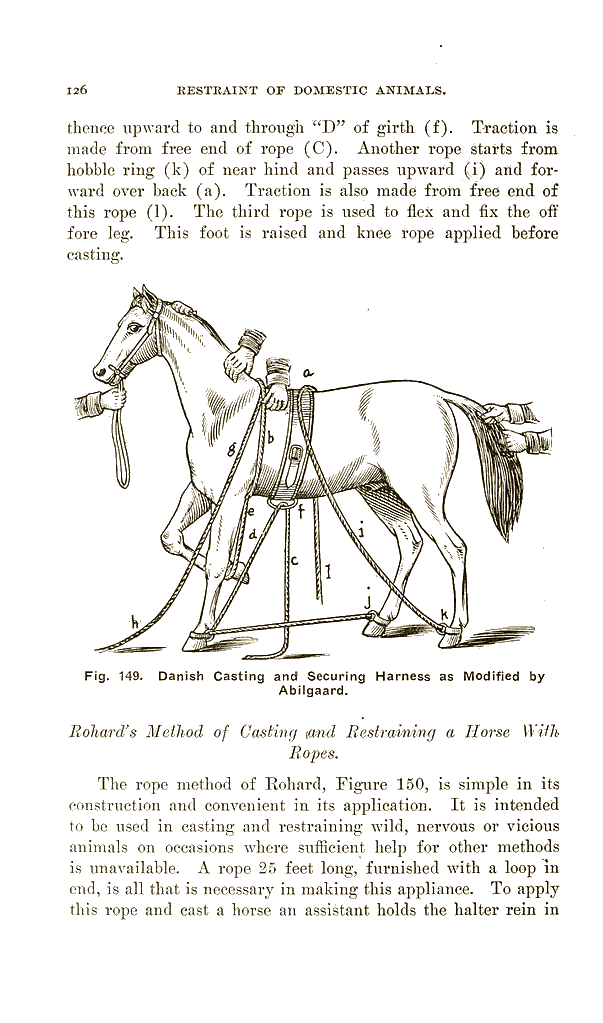 126 RESTRAINT OF DOMESTIC ANIMALS.
thence upward to and through “D” of girth (f). Traction is
made from free end of rope (C). Another rope starts from
hobble ring (k) of near hind and passes upward (i) and for-
ward over back (a). Traction is also made from free end of
this rope (l). The third rope is used to flex and fix the off
fore leg. This foot is raised and knee rope applied before
casting.
a
g
b
e
f
d
i
c
l
h
j
k
Fig. 149. Danish Casting and Securing Harness as Modified by
Abilgaard.
Rohard's Method of Casting and Restraining a Horse With
Ropes.
The rope method of Rohard, Figure 150, is simple in its
construction and convenient in its application. It is intended
to be used in casting and restraining wild, nervous or vicious
animals on occasions where sufficient help for other methods
is unavailable. A rope 25 feet long, furnished with a loop in
end, is all that is necessary in making this appliance. To apply
this rope and cast a horse an assistant holds the halter rein in